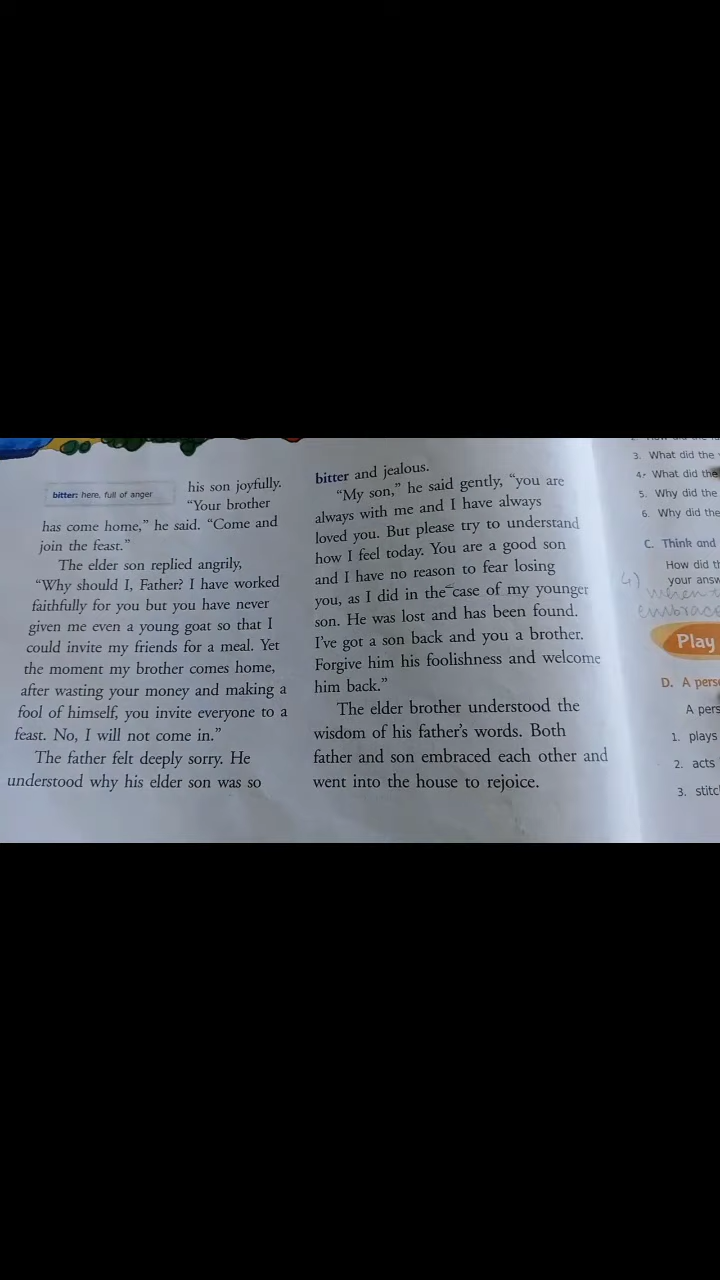 bitter: here, full of anger
his son joyfully.
“Your brother
has come home,” he said. “Come and
join the feast.”
The elder son replied angrily,
“Why should I, Father? I have worked
faithfully for you but you have never
given me even a young goat so that I
could invite my friends for a meal. Yet
the moment my brother comes home,
after wasting your money and making a
fool of himself, you invite everyone to a
feast. No, I will not come in.”
The father felt deeply sorry. He
understood why his elder son was so
bitter and jealous.
“My son,” he said gently, “you are
always with me and I have always
loved you. But please try to understand
how I feel today. You are a good son
and I have no reason to fear losing
you, as I did in the case of my younger
son. He was lost and has been found.
I’ve got a son back and you a brother.
Forgive him his foolishness and welcome
him back.”
The elder brother understood the
wisdom of his father’s words. Both
father and son embraced each other and
went into the house to rejoice.
3. What did the
4. What did the
5. Why did the
6. Why did the
C. Think and
How did th
your answ
4)
when t
embrace
Play
D. A pers
A pers
1. plays
2. acts
3. stitc